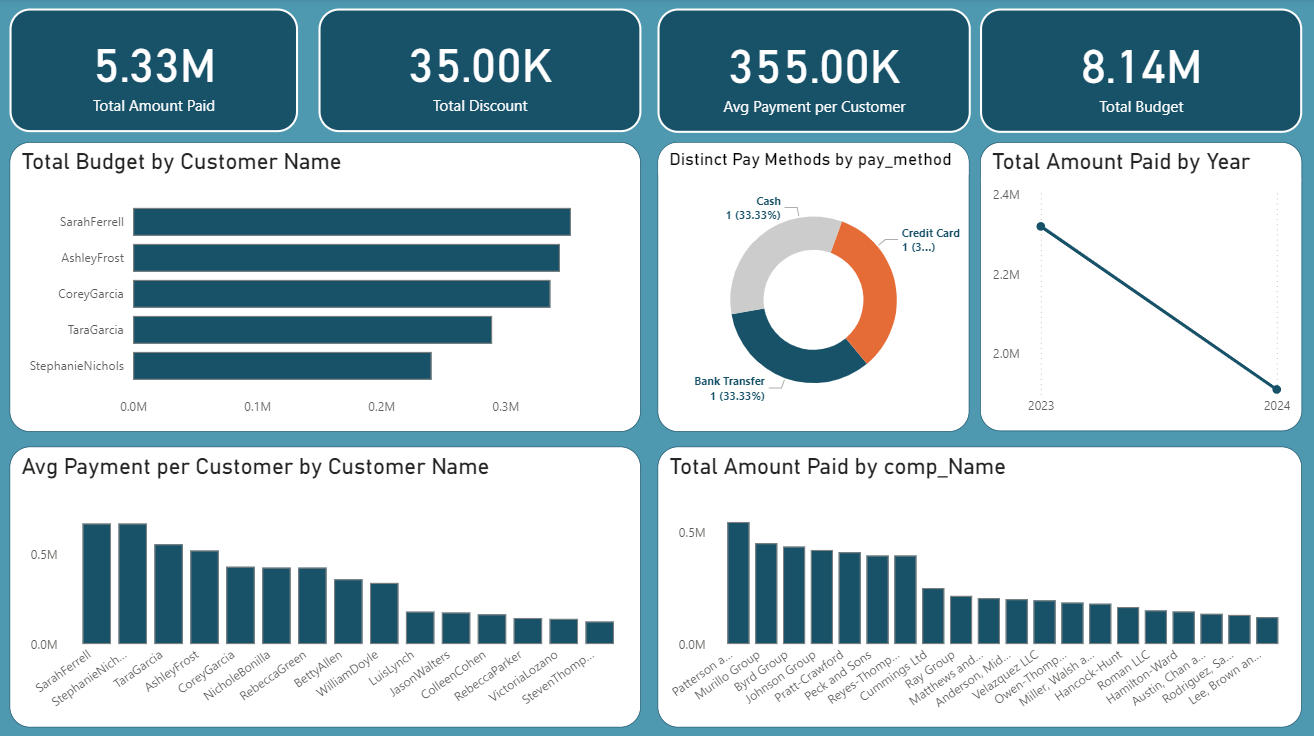 5.33M
Total Amount Paid
35.00K
Total Discount
355.00K
Avg Payment per Customer
8.14M
Total Budget
Total Budget by Customer Name
SarahFerrell
AshleyFrost
CoreyGarcia
TaraGarcia
StephanieNichols
0.0M 0.1M 0.2M 0.3M
Distinct Pay Methods by pay_method
Cash
1 (33.33%)
Credit Card
1 (3...)
Bank Transfer
1 (33.33%)
Total Amount Paid by Year
2.4M
2.2M
2.0M
2023 2024
Avg Payment per Customer by Customer Name
0.5M
0.0M
SarahFerrell
StephanieNich...
TaraGarcia
AshleyFrost
CoreyGarcia
NicholeBonilla
RebeccaGreen
BettyAllen
WilliamDoyle
LuisLynch
JasonWalters
ColleenCohen
RebeccaParker
VictoriaLozano
StevenThomp...
Total Amount Paid by comp_Name
0.5M
0.0M
Patterson a...
Murillo Group
Byrd Group
Johnson Group
Pratt-Crawford
Peck and Sons
Reyes-Thomp...
Cummings Ltd
Ray Group
Matthews and...
Anderson, Mid...
Velazquez LLC
Owen-Thomp...
Miller, Walsh a...
Hancock-Hunt
Roman LLC
Hamilton-Ward
Austin, Chan a...
Rodriguez, Sa...
Lee, Brown an...